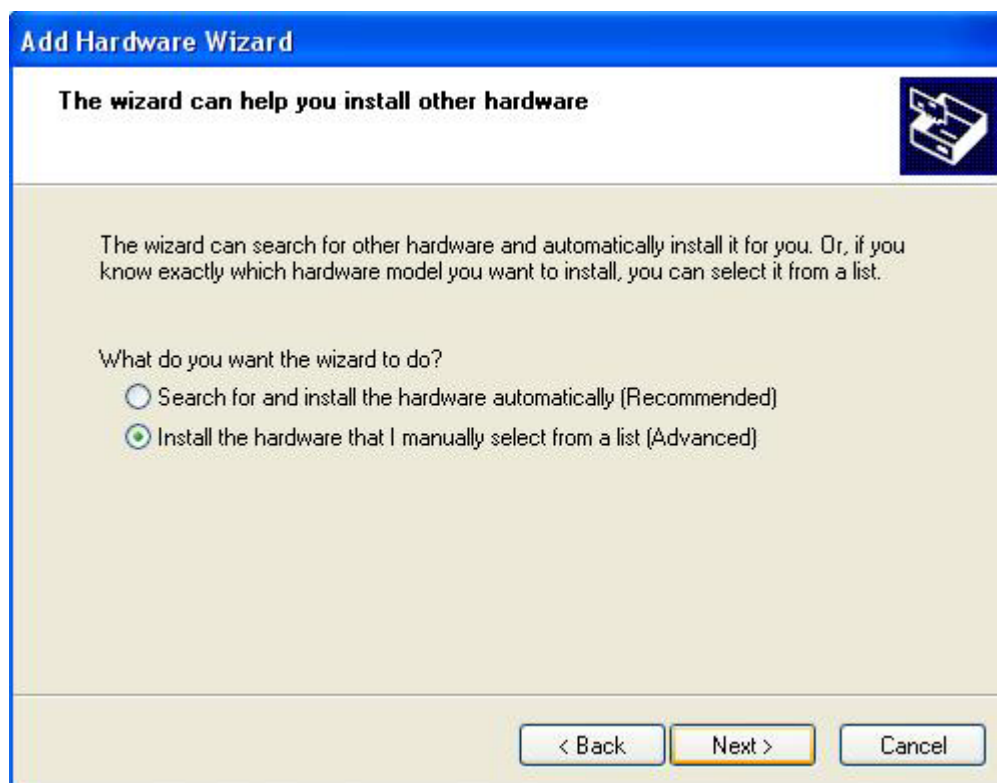 Add Hardware Wizard
The wizard can help you install other hardware
The wizard can search for other hardware and automatically install it for you. Or, if you
know exactly which hardware model you want to install, you can select it from a list.
What do you want the wizard to do?
Search for and install the hardware automatically (Recommended)
Install the hardware that I manually select from a list (Advanced)
< Back Next > Cancel